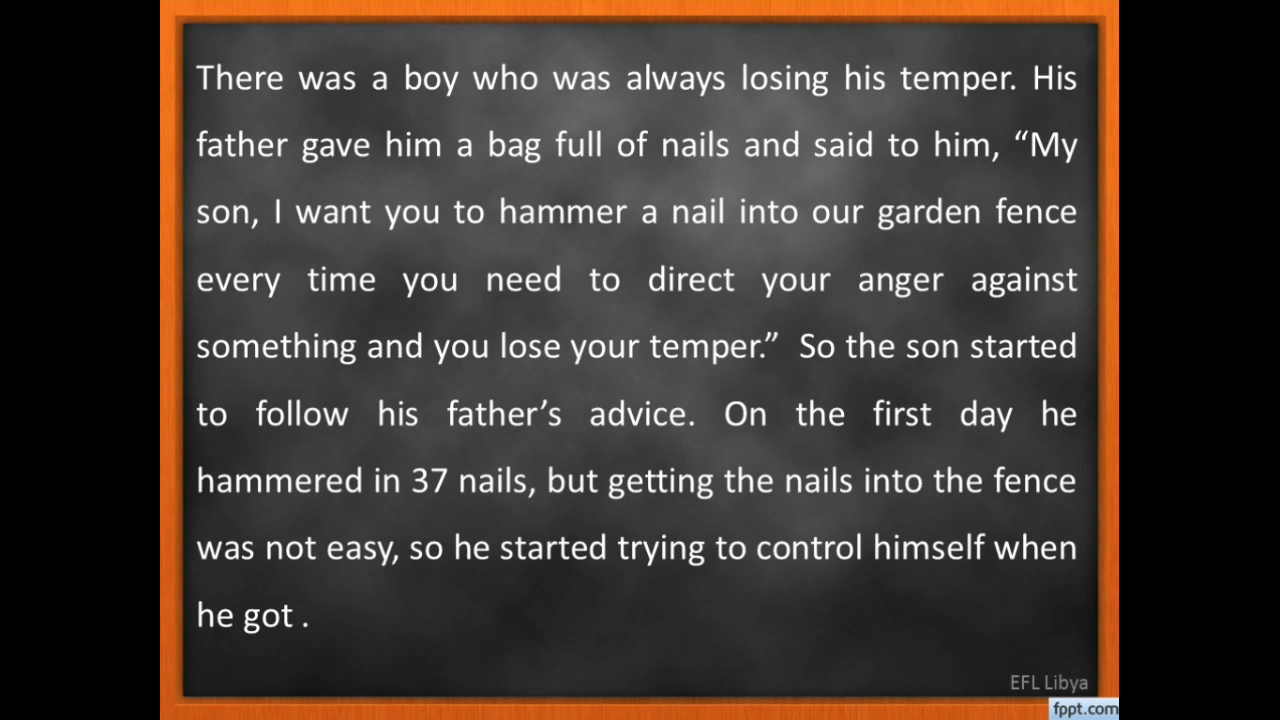 There was a boy who was always losing his temper. His
father gave him a bag full of nails and said to him, “My
son, I want you to hammer a nail into our garden fence
every time you need to direct your anger against
something and you lose your temper.”  So the son started
to follow his father’s advice. On the first day he
hammered in 37 nails, but getting the nails into the fence
was not easy, so he started trying to control himself when
he got .
EFL Libya
fppt.com